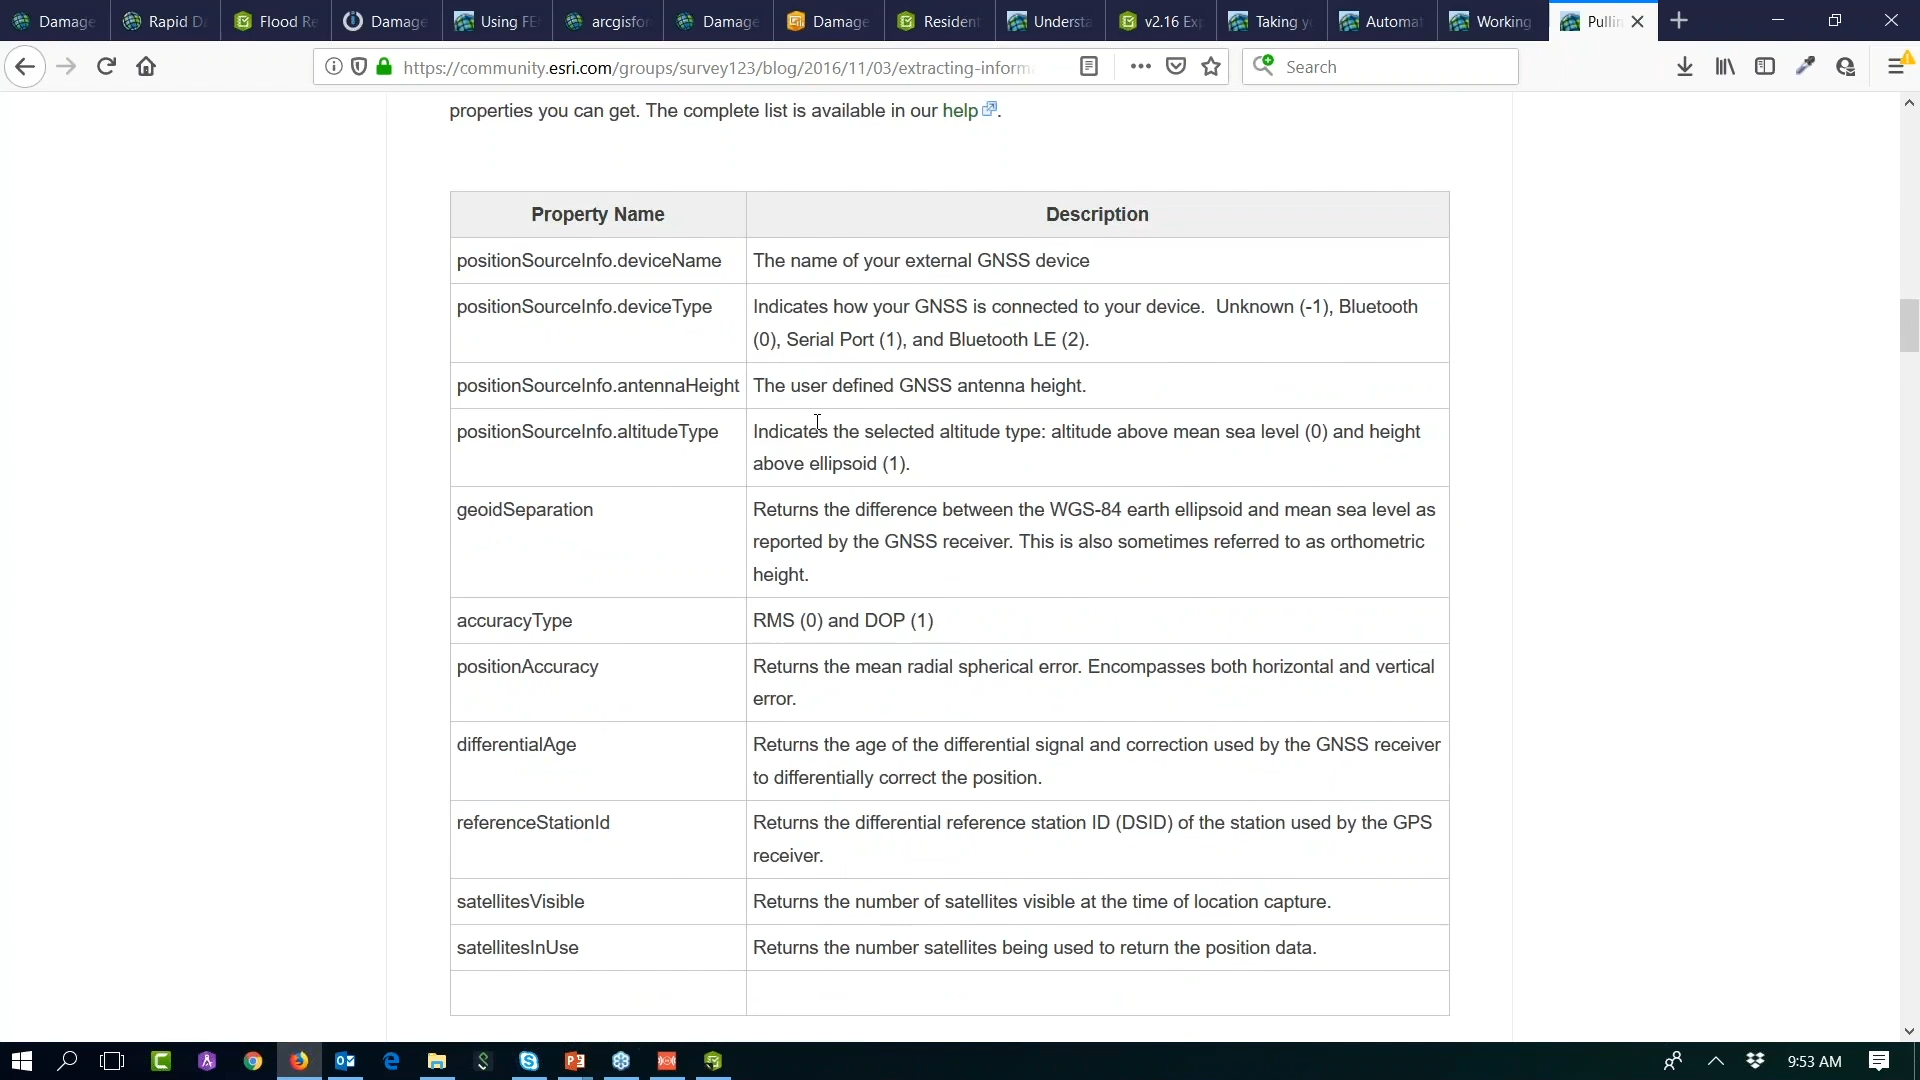 Damage
Rapid D
Flood Re
Damage
Using FE
arcgisfor
Damage
Damage
Resident
Understa
v2.16 Exp
Taking y
Automat
Working
Pullin
https://community.esri.com/groups/survey123/blog/2016/11/03/extracting-inform
Search
properties you can get. The complete list is available in our help.
Property Name
Description
positionSourceInfo.deviceName
The name of your external GNSS device
positionSourceInfo.deviceType
Indicates how your GNSS is connected to your device. Unknown (-1), Bluetooth
(0), Serial Port (1), and Bluetooth LE (2).
positionSourceInfo.antennaHeight
The user defined GNSS antenna height.
positionSourceInfo.altitudeType
Indicates the selected altitude type: altitude above mean sea level (0) and height
above ellipsoid (1).
geoidSeparation
Returns the difference between the WGS-84 earth ellipsoid and mean sea level as
reported by the GNSS receiver. This is also sometimes referred to as orthometric
height.
accuracyType
RMS (0) and DOP (1)
positionAccuracy
Returns the mean radial spherical error. Encompasses both horizontal and vertical
error.
differentialAge
Returns the age of the differential signal and correction used by the GNSS receiver
to differentially correct the position.
referenceStationId
Returns the differential reference station ID (DSID) of the station used by the GPS
receiver.
satellitesVisible
Returns the number of satellites visible at the time of location capture.
satellitesInUse
Returns the number satellites being used to return the position data.
9:53 AM